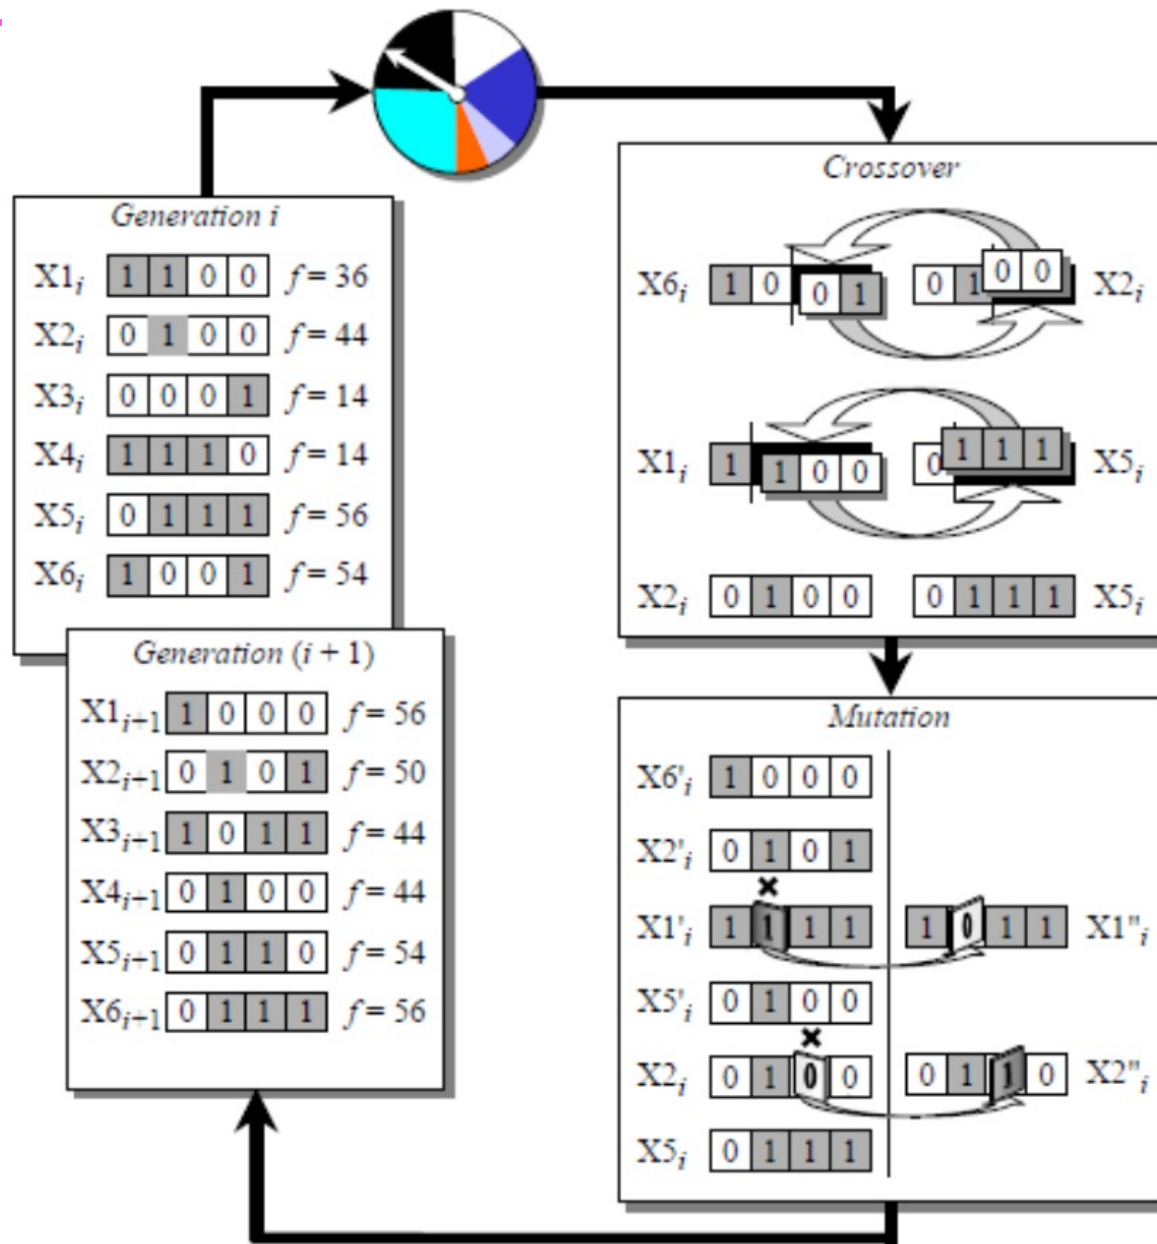 Generation i
X1i 1 1 0 0 f = 36
X2i 0 1 0 0 f = 44
X3i 0 0 0 1 f = 14
X4i 1 1 1 0 f = 14
X5i 0 1 1 1 f = 56
X6i 1 0 0 1 f = 54
Generation (i + 1)
X1i+1 1 0 0 0 f = 56
X2i+1 0 1 0 1 f = 50
X3i+1 1 0 1 1 f = 44
X4i+1 0 1 0 0 f = 44
X5i+1 0 1 1 0 f = 54
X6i+1 0 1 1 1 f = 56
Crossover
X6i 1 0 0 1 0 1 0 0 X2i
X1i 1 1 0 0 0 1 1 1 X5i
X2i 0 1 0 0 0 1 1 1 X5i
Mutation
X6'i 1 0 0 0
X2'i 0 1 0 1
X1'i 1 1 1 1 1 0 1 1 X1"i
X5'i 0 1 0 0
X2i 0 1 0 0 0 1 1 0 X2"i
X5i 0 1 1 1